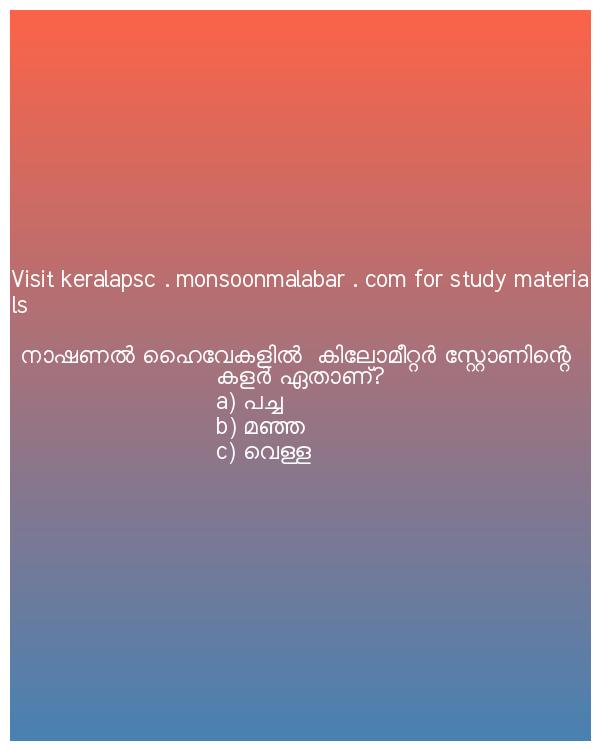 Visit keralapsc . monsoonmalabar . com for study materia
ls
നാഷണൽ ഹൈവേകളിൽ  കിലോമീറ്റർ സ്റ്റോണിന്റെ
കളർ ഏതാണ്?
a) പച്ച
b) മഞ്ഞ
c) വെള്ള